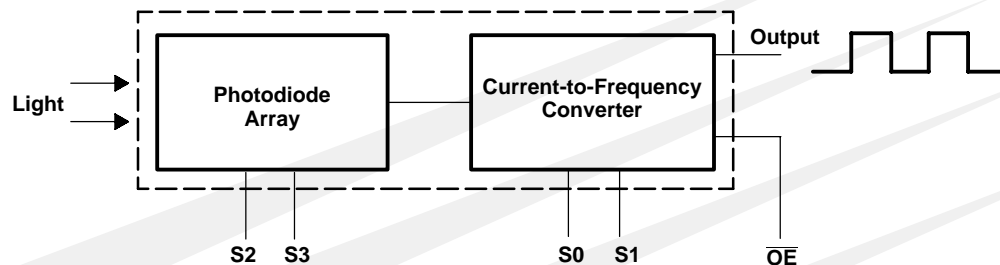 Light
Photodiode
Array
Current-to-Frequency
Converter
Output
S2
S3
S0
S1
OE